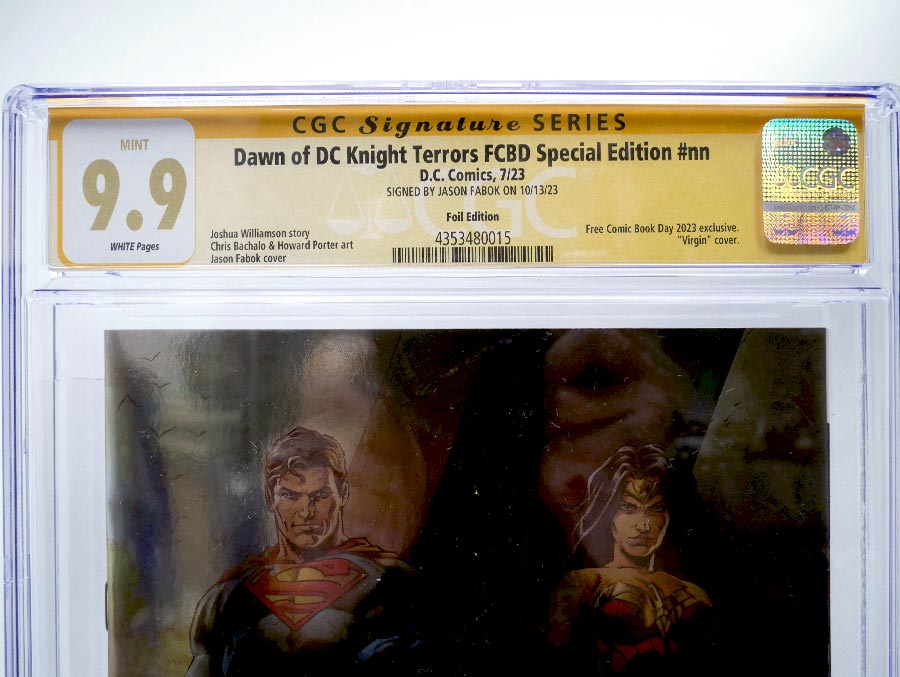 CGC Signature SERIES
MINT
9.9
WHITE Pages
Dawn of DC Knight Terrors FCBD Special Edition #nn
D.C. Comics, 7/23
SIGNED BY JASON FABOK ON 10/13/23
Foil Edition
4353480015
Joshua Williamson story
Chris Bachalo & Howard Porter art
Jason Fabok cover
Free Comic Book Day 2023 exclusive.
"Virgin" cover.
CGC
CGC
S